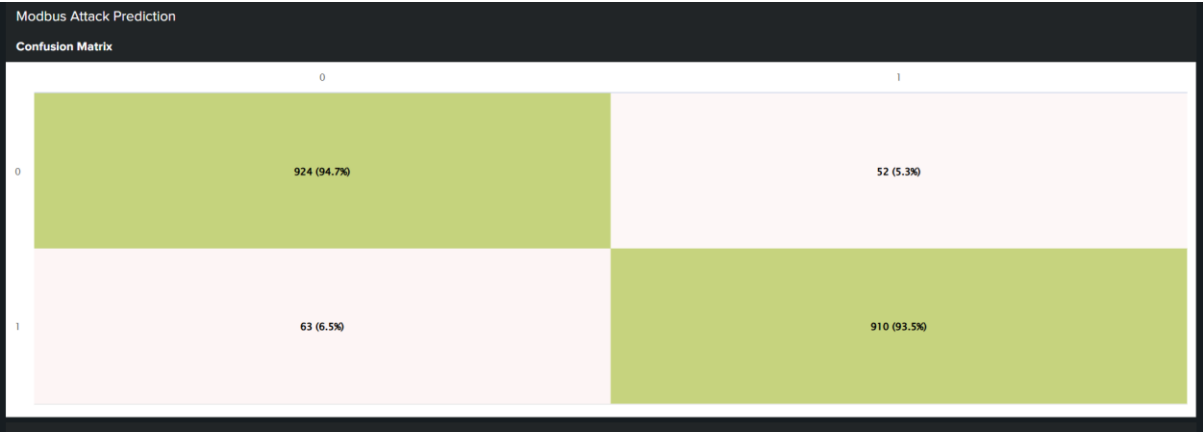 Modbus Attack Prediction
Confusion Matrix
0 1
0 924 (94.7%) 52 (5.3%)
1 63 (6.5%) 910 (93.5%)